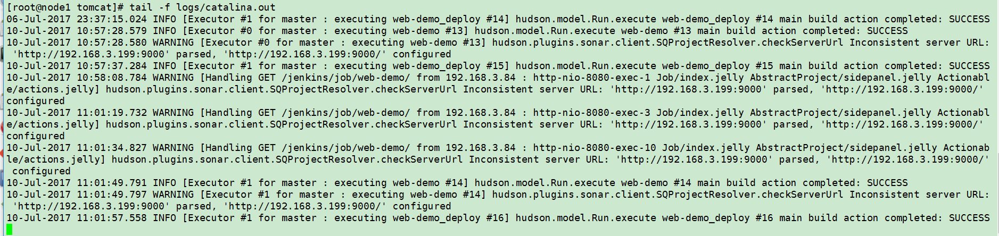 [root@node1 tomcat]# tail -f logs/catalina.out
06-Jul-2017 23:37:15.024 INFO [Executor #1 for master : executing web-demo_deploy #14] hudson.model.Run.execute web-demo_deploy #14 main build action completed: SUCCESS
10-Jul-2017 10:57:28.579 INFO [Executor #0 for master : executing web-demo #13] hudson.model.Run.execute web-demo #13 main build action completed: SUCCESS
10-Jul-2017 10:57:28.580 WARNING [Executor #0 for master : executing web-demo #13] hudson.plugins.sonar.client.SQProjectResolver.checkServerUrl Inconsistent server URL:
 'http://192.168.3.199:9000' parsed, 'http://192.168.3.199:9000/' configured
10-Jul-2017 10:57:37.284 INFO [Executor #1 for master : executing web-demo_deploy #15] hudson.model.Run.execute web-demo_deploy #15 main build action completed: SUCCESS
10-Jul-2017 10:58:08.784 WARNING [Handling GET /jenkins/job/web-demo/ from 192.168.3.84 : http-nio-8080-exec-1 Job/index.jelly AbstractProject/sidepanel.jelly Actionabl
e/actions.jelly] hudson.plugins.sonar.client.SQProjectResolver.checkServerUrl Inconsistent server URL: 'http://192.168.3.199:9000' parsed, 'http://192.168.3.199:9000/'
configured
10-Jul-2017 11:01:19.732 WARNING [Handling GET /jenkins/job/web-demo/ from 192.168.3.84 : http-nio-8080-exec-3 Job/index.jelly AbstractProject/sidepanel.jelly Actionabl
e/actions.jelly] hudson.plugins.sonar.client.SQProjectResolver.checkServerUrl Inconsistent server URL: 'http://192.168.3.199:9000' parsed, 'http://192.168.3.199:9000/'
configured
10-Jul-2017 11:01:34.827 WARNING [Handling GET /jenkins/job/web-demo/ from 192.168.3.84 : http-nio-8080-exec-10 Job/index.jelly AbstractProject/sidepanel.jelly Actionab
le/actions.jelly] hudson.plugins.sonar.client.SQProjectResolver.checkServerUrl Inconsistent server URL: 'http://192.168.3.199:9000' parsed, 'http://192.168.3.199:9000/'
 configured
10-Jul-2017 11:01:49.791 INFO [Executor #1 for master : executing web-demo #14] hudson.model.Run.execute web-demo #14 main build action completed: SUCCESS
10-Jul-2017 11:01:49.797 WARNING [Executor #1 for master : executing web-demo #14] hudson.plugins.sonar.client.SQProjectResolver.checkServerUrl Inconsistent server URL:
 'http://192.168.3.199:9000' parsed, 'http://192.168.3.199:9000/' configured
10-Jul-2017 11:01:57.558 INFO [Executor #1 for master : executing web-demo_deploy #16] hudson.model.Run.execute web-demo_deploy #16 main build action completed: SUCCESS